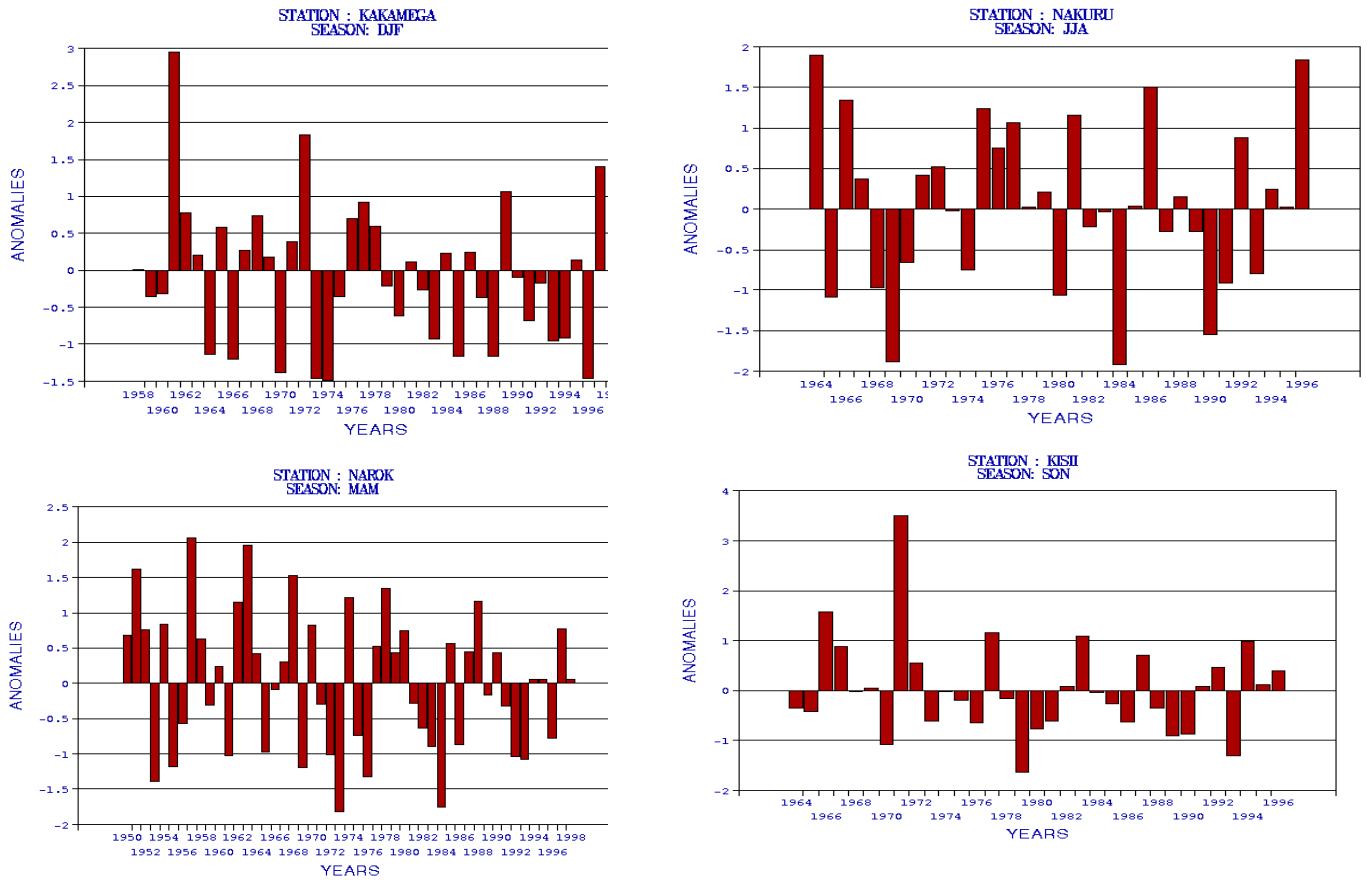 STATION : KAKAMEGA
SEASON: DJF
3
2.5
2
1.5
1
0.5
0
-0.5
-1
-1.5
ANOMALIES
1958 1962 1966 1970 1974 1978 1982 1986 1990 1994 19
1960 1964 1968 1972 1976 1980 1984 1988 1992 1996
YEARS
STATION : NAKURU
SEASON: JJA
2
1.5
1
0.5
0
-0.5
-1
-1.5
-2
ANOMALIES
1964 1968 1972 1976 1980 1984 1988 1992 1996
1966 1970 1974 1978 1982 1986 1990 1994
YEARS
STATION : NAROK
SEASON: MAM
2.5
2
1.5
1
0.5
0
-0.5
-1
-1.5
-2
ANOMALIES
1950 1954 1958 1962 1966 1970 1974 1978 1982 1986 1990 1994 1998
1952 1956 1960 1964 1968 1972 1976 1980 1984 1988 1992 1996
YEARS
STATION : KISII
SEASON: SON
4
3
2
1
0
-1
-2
ANOMALIES
1964 1968 1972 1976 1980 1984 1988 1992 1996
1966 1970 1974 1978 1982 1986 1990 1994
YEARS